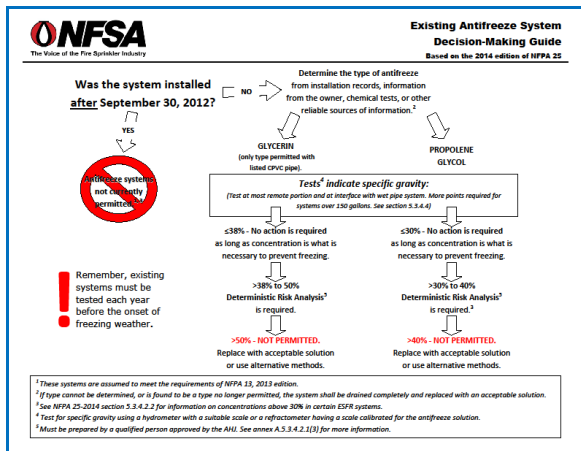 NFSA
The Voice of the Fire Sprinkler Industry
Existing Antifreeze System
Decision-Making Guide
Based on the 2014 edition of NFPA 25
Was the system installed
after September 30, 2012?
NO
Determine the type of antifreeze
from installation records, information
from the owner, chemical tests, or other
reliable sources of information.2
YES
Antifreeze systems
not currently
permitted.
GLYCERIN
(only type permitted with
listed CPVC pipe).
PROPOLENE
GLYCOL
Tests4 indicate specific gravity:
(Test at most remote portion and at interface with wet pipe system. More points required for
systems over 150 gallons. See section 5.3.4.4)
≤38% - No action is required
as long as concentration is what is
necessary to prevent freezing.
≤30% - No action is required
as long as concentration is what is
necessary to prevent freezing.
! Remember, existing
systems must be
tested each year
before the onset of
freezing weather.
>38% to 50%
Deterministic Risk Analysis5
is required.
>30% to 40%
Deterministic Risk Analysis5
is required.3
>50% - NOT PERMITTED.
Replace with acceptable solution
or use alternative methods.
>40% - NOT PERMITTED.
Replace with acceptable solution
or use alternative methods.
1 These systems are assumed to meet the requirements of NFPA 13, 2013 edition.
2 If type cannot be determined, or is found to be a type no longer permitted, the system shall be drained completely and replaced with an acceptable solution.
3 See NFPA 25-2014 section 5.3.4.2.2 for information on concentrations above 30% in certain ESFR systems.
4 Test for specific gravity using a hydrometer with a suitable scale or a refractometer having a scale calibrated for the antifreeze solution.
5 Must be prepared by a qualified person approved by the AHJ. See annex A.5.3.4.2.1(3) for more information.